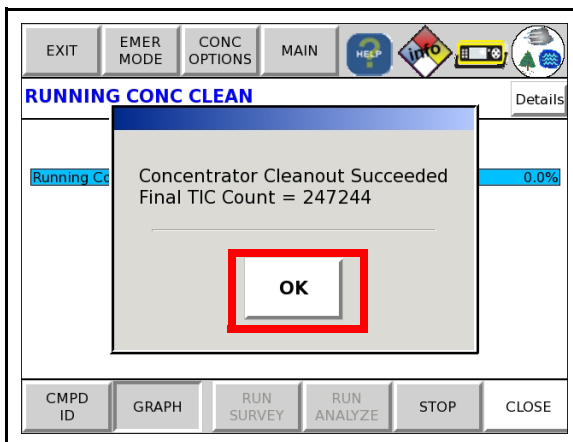 EXIT
EMER
MODE
CONC
OPTIONS
MAIN
HELP
info
RUNNING CONC CLEAN
Details
Running Co
0.0%
Concentrator Cleanout Succeeded
Final TIC Count = 247244
OK
CMPD
ID
GRAPH
RUN
SURVEY
RUN
ANALYZE
STOP
CLOSE